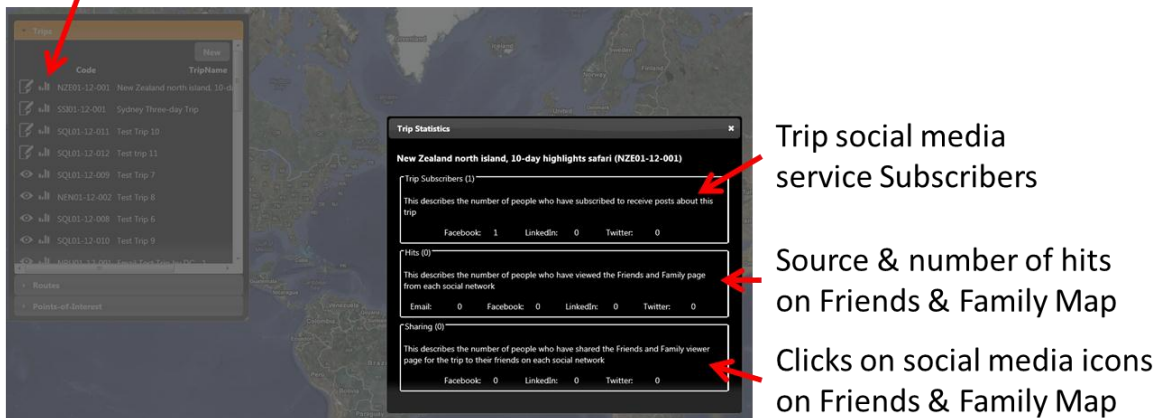 Trips
New
Code TripName
NZE01-12-001 New Zealand north island, 10-d
SSI01-12-001 Sydney Three-day Trip
SQL01-12-011 Test Trip 10
SQL01-12-012 Test trip 11
SQL01-12-009 Test Trip 7
NEN01-12-002 Test Trip 8
SQL01-12-008 Test Trip 6
SQL01-12-010 Test Trip 9
Routes
Points-of-Interest
Iceland
Sweden
Norway
Finland
United
Venezuela
Colombia
Paraguay
Trip Statistics
New Zealand north island, 10-day highlights safari (NZE01-12-001)
Trip Subscribers (1)
This describes the number of people who have subscribed to receive posts about this
trip
Facebook: 1 LinkedIn: 0 Twitter: 0
Hits (0)
This describes the number of people who have viewed the Friends and Family page
from each social network
Email: 0 Facebook: 0 LinkedIn: 0 Twitter: 0
Sharing (0)
This describes the number of people who have shared the Friends and Family viewer
page for the trip to their friends on each social network
Facebook: 0 LinkedIn: 0 Twitter: 0
Trip social media
service Subscribers
Source & number of hits
on Friends & Family Map
Clicks on social media icons
on Friends & Family Map